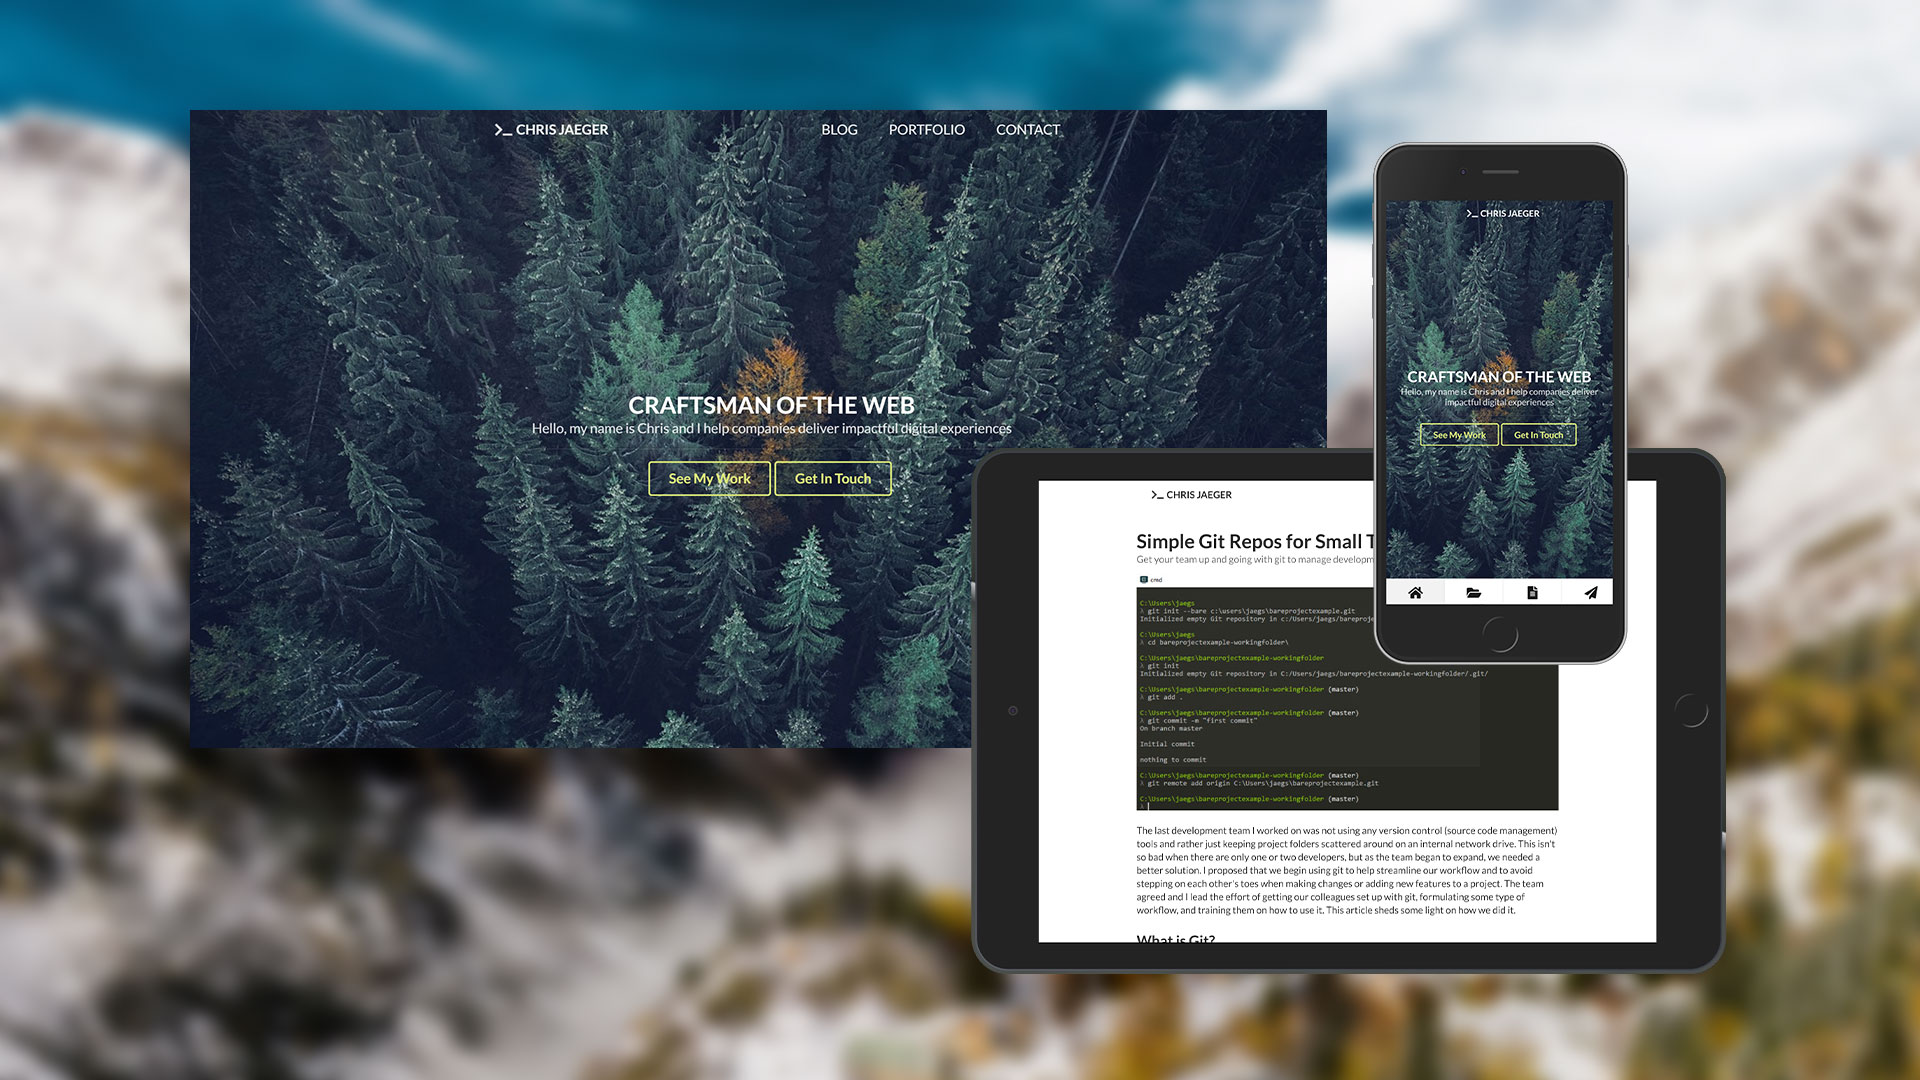 >_ CHRIS JAEGER
BLOG PORTFOLIO CONTACT
CRAFTSMAN OF THE WEB
Hello, my name is Chris and I help companies deliver impactful digital experiences
See My Work Get In Touch
>_ CHRIS JAEGER
CRAFTSMAN OF THE WEB
Hello, my name is Chris and I help companies deliver
impactful digital experiences
See My Work Get In Touch
>_ CHRIS JAEGER
Simple Git Repos for Small
Get your team up and going with git to manage
cmd
C:\Users\jaegs
λ git init --bare c:\users\jaegs\bareprojectexample.git
Initialized empty Git repository in c:/Users/jaegs/
C:\Users\jaegs
λ cd bareprojectexample-workingfolder\
C:\Users\jaegs\bareprojectexample-workingfolder
λ git init
Initialized empty Git repository in C:/Users/jaegs/bareprojectexample-workingfolder/.git/
C:\Users\jaegs\bareprojectexample-workingfolder (master)
λ git add .
C:\Users\jaegs\bareprojectexample-workingfolder (master)
λ git commit -m "first commit"
On branch master
Initial commit
nothing to commit
C:\Users\jaegs\bareprojectexample-workingfolder (master)
λ git remote add origin C:\Users\jaegs\bareprojectexample.git
C:\Users\jaegs\bareprojectexample-workingfolder (master)
λ
The last development team I worked on was not using any version control (source code management)
tools and rather just keeping project folders scattered around on an internal network drive. This isn't
so bad when there are only one or two developers, but as the team began to expand, we needed a
better solution. I proposed that we begin using git to help streamline our workflow and to avoid
stepping on each other's toes when making changes or adding new features to a project. The team
agreed and I lead the effort of getting our colleagues set up with git, formulating some type of
workflow, and training them on how to use it. This article sheds some light on how we did it.
What is Git?